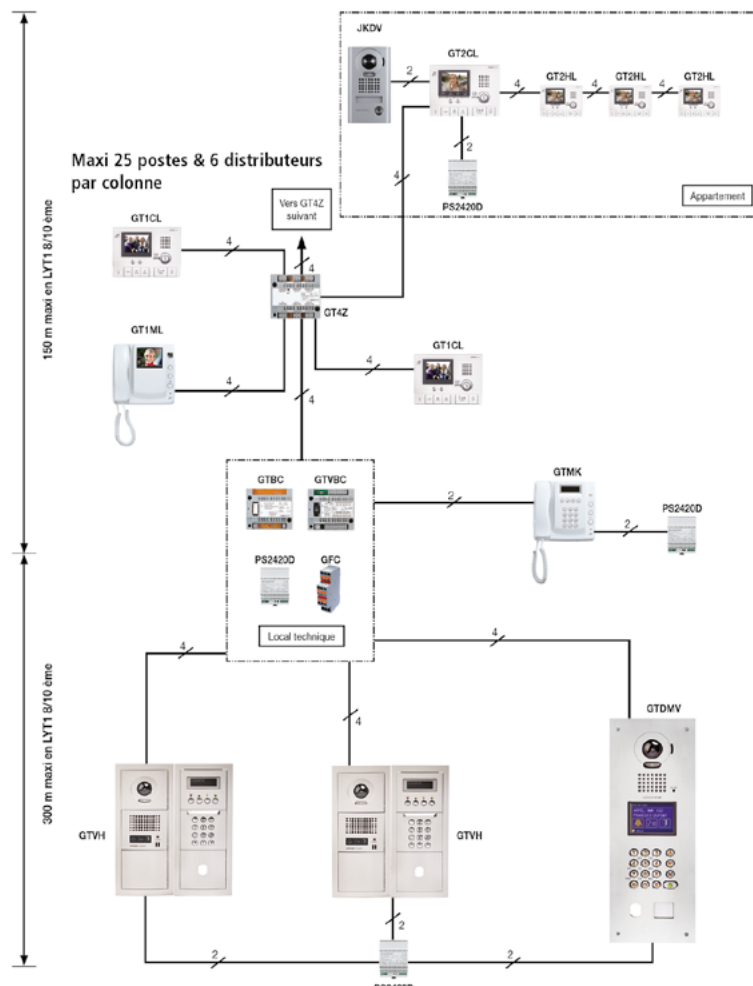 JKDV
GT2CL
GT2HL
GT2HL
GT2HL
2
4
4
4
2
4
PS2420D
Appartement
Maxi 25 postes & 6 distributeurs
par colonne
Vers GT4Z
suivant
GT1CL
4
4
GT4Z
150 m maxi en LYT1 8/10 ème
GT1ML
4
GT1CL
4
4
GTBC
GTVBC
GTMK
2
PS2420D
2
PS2420D
GFC
Local technique
4
4
4
GTDMV
300 m maxi en LYT1 8/10 ème
GTVH
GTVH
2
2
2